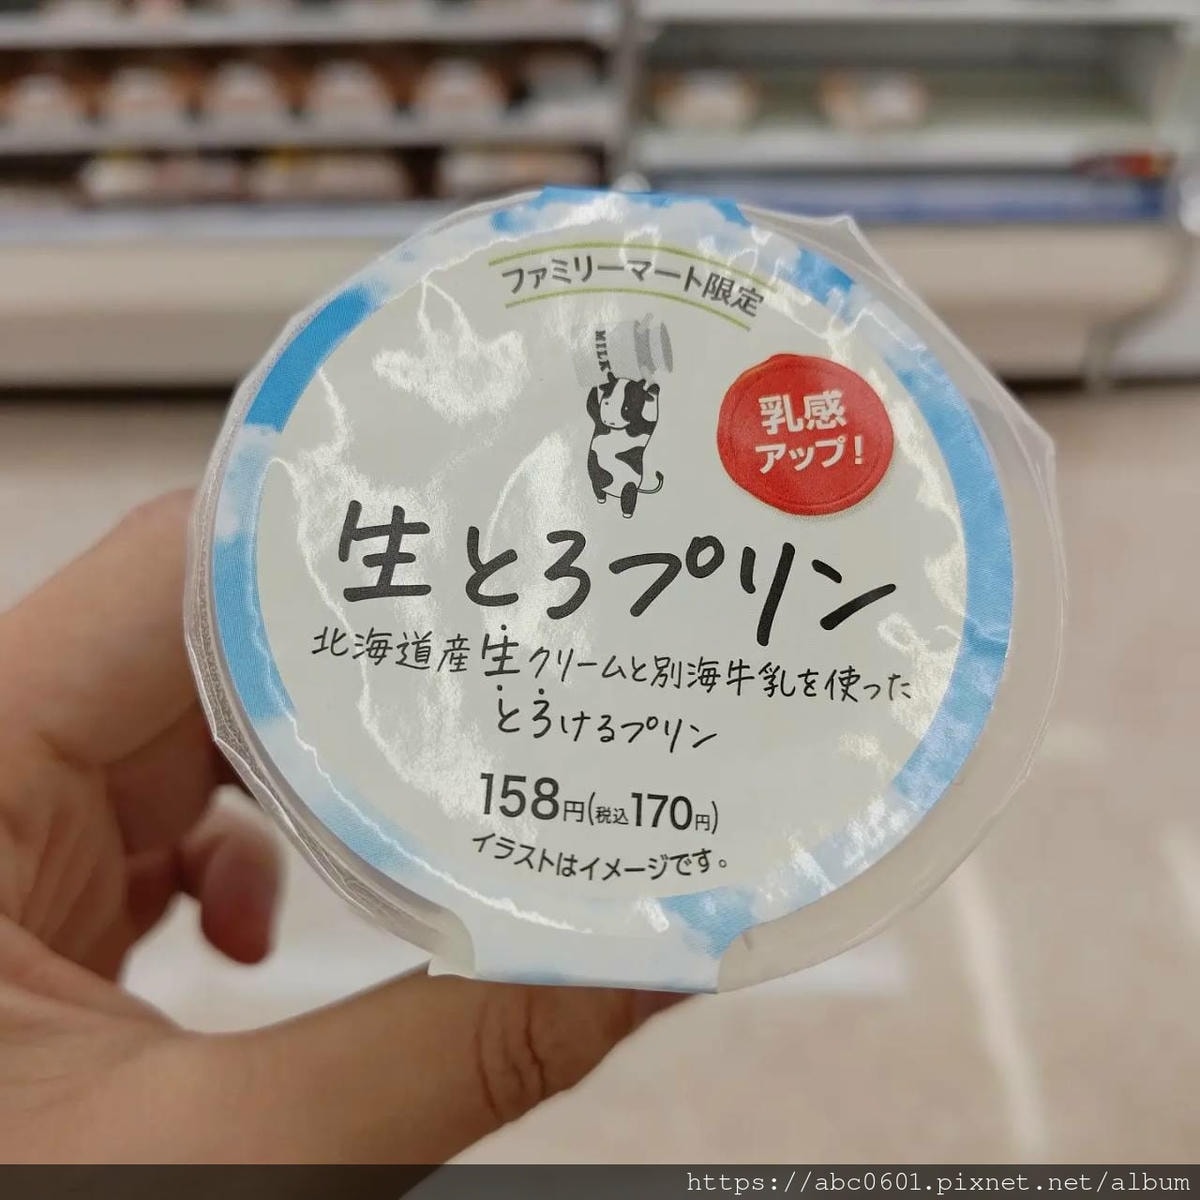 ファミリーマート限定
MILK
乳感
アップ!
生とろプリン
北海道産生クリームと別海牛乳を使った
とろけるプリン
158円(税込170円)
イラストはイメージです。
https://abc0601.pixnet.net/album